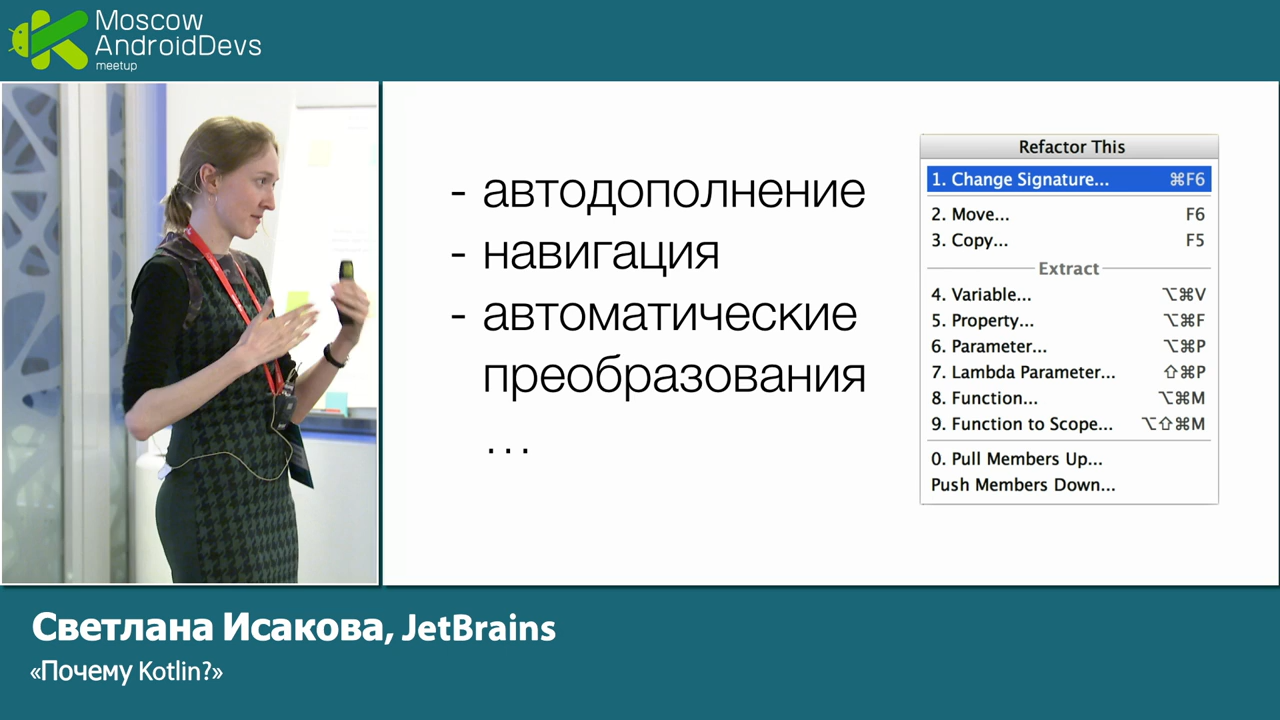 Moscow
AndroidDevs
meetup
- автодополнение
- навигация
- автоматические
преобразования
...
Refactor This
1. Change Signature... ⌘F6
2. Move... F6
3. Copy... F5
Extract
4. Variable... ⌥⌘V
5. Property... ⌥⌘F
6. Parameter... ⌥⌘P
7. Lambda Parameter... ⇧⌘P
8. Function... ⌥⌘M
9. Function to Scope... ⌥⇧⌘M
0. Pull Members Up...
Push Members Down...
Светлана Исакова, JetBrains
«Почему Kotlin?»